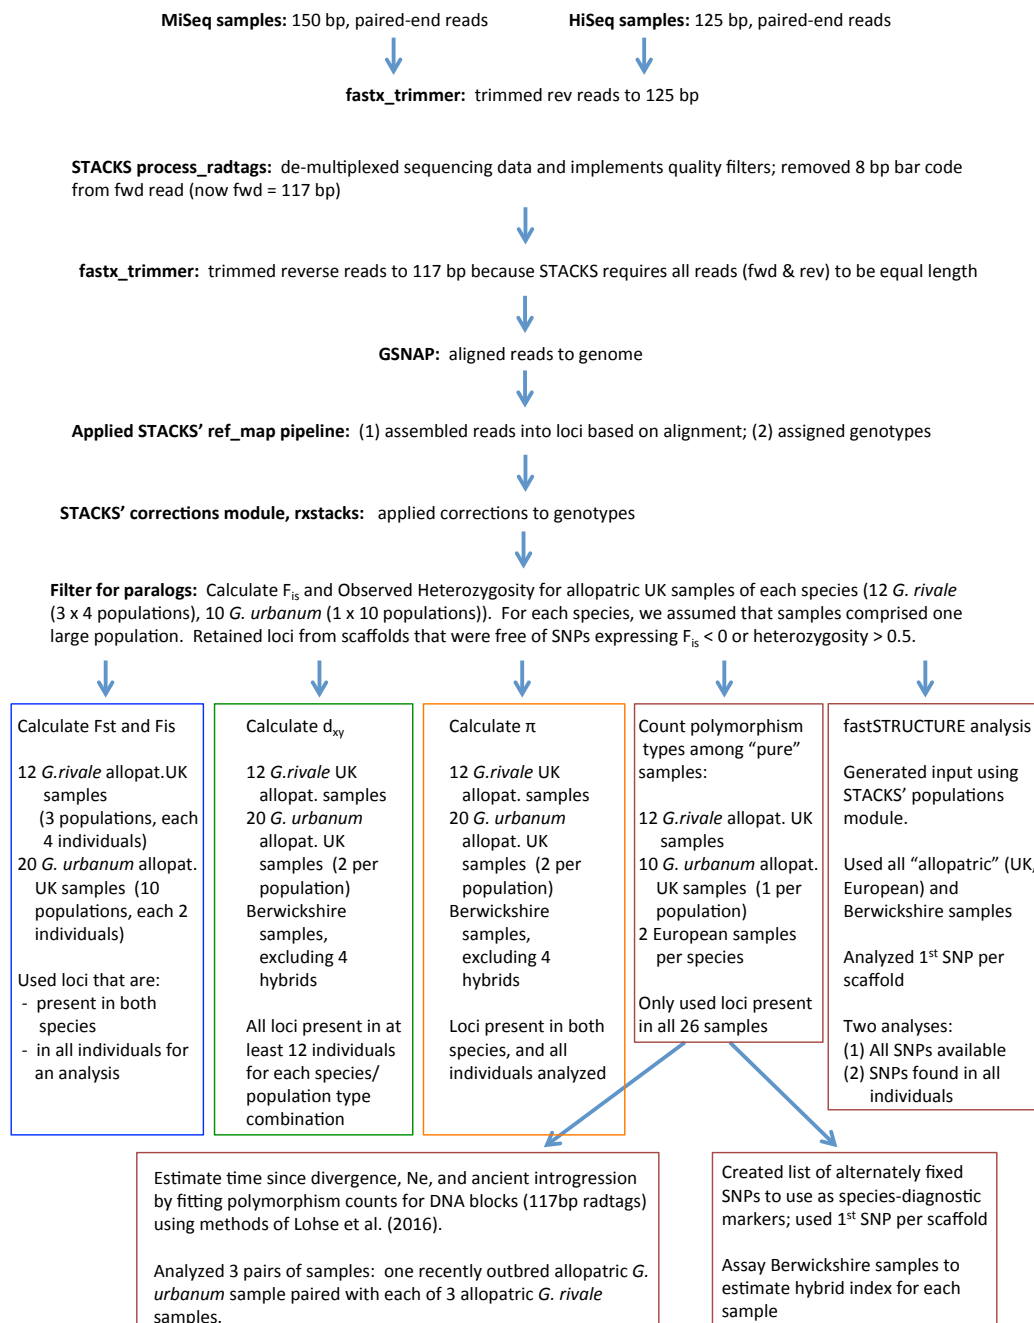 MiSeq samples: 150 bp, paired-end reads
HiSeq samples: 125 bp, paired-end reads
fastx_trimmer: trimmed rev reads to 125 bp
STACKS process_radtags: de-multiplexed sequencing data and implements quality filters; removed 8 bp bar code
from fwd read (now fwd = 117 bp)
fastx_trimmer: trimmed reverse reads to 117 bp because STACKS requires all reads (fwd & rev) to be equal length
GSNAP: aligned reads to genome
Applied STACKS’ ref_map pipeline: (1) assembled reads into loci based on alignment; (2) assigned genotypes
STACKS’ corrections module, rxstacks: applied corrections to genotypes
Filter for paralogs: Calculate Fis and Observed Heterozygosity for allopatric UK samples of each species (12 G. rivale
(3 x 4 populations), 10 G. urbanum (1 x 10 populations)). For each species, we assumed that samples comprised one
large population. Retained loci from scaffolds that were free of SNPs expressing Fis < 0 or heterozygosity > 0.5.
Calculate Fst and Fis
12 G.rivale allopat.UK
samples
(3 populations, each
4 individuals)
20 G. urbanum allopat.
UK samples (10
populations, each 2
individuals)
Used loci that are:
- present in both
species
- in all individuals for
an analysis
Calculate dxy
12 G.rivale UK
allopat. samples
20 G. urbanum
allopat. UK
samples (2 per
population)
Berwickshire
samples,
excluding 4
hybrids
All loci present in at
least 12 individuals
for each species/
population type
combination
Calculate π
12 G.rivale UK
allopat. samples
20 G. urbanum
allopat. UK
samples (2 per
population)
Berwickshire
samples,
excluding 4
hybrids
Loci present in both
species, and all
individuals analyzed
Count polymorphism
types among “pure”
samples:
12 G.rivale allopat. UK
samples
10 G. urbanum allopat.
UK samples (1 per
population)
2 European samples
per species
Only used loci present
in all 26 samples
fastSTRUCTURE analysis
Generated input using
STACKS’ populations
module.
Used all “allopatric” (UK,
European) and
Berwickshire samples
Analyzed 1st SNP per
scaffold
Two analyses:
(1) All SNPs available
(2) SNPs found in all
individuals
Estimate time since divergence, Ne, and ancient introgression
by fitting polymorphism counts for DNA blocks (117bp radtags)
using methods of Lohse et al. (2016).
Analyzed 3 pairs of samples: one recently outbred allopatric G.
urbanum sample paired with each of 3 allopatric G. rivale
samples.
Created list of alternately fixed
SNPs to use as species-diagnostic
markers; used 1st SNP per scaffold
Assay Berwickshire samples to
estimate hybrid index for each
sample